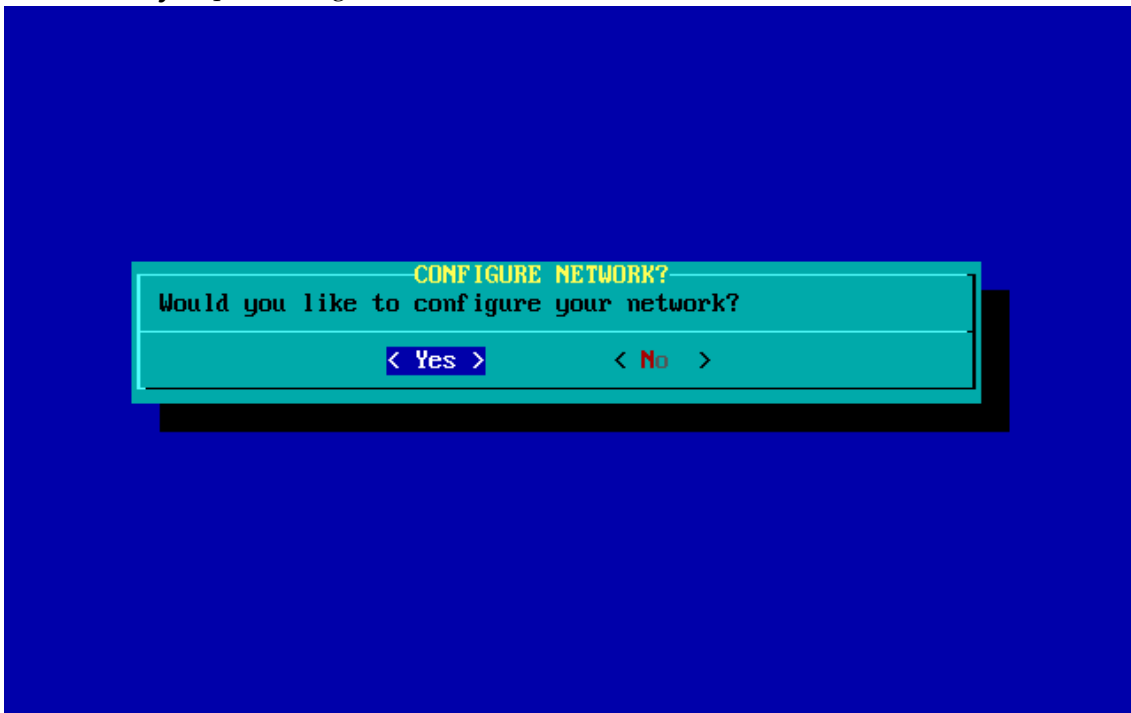 CONFIGURE NETWORK?
Would you like to configure your network?
< Yes > < No >